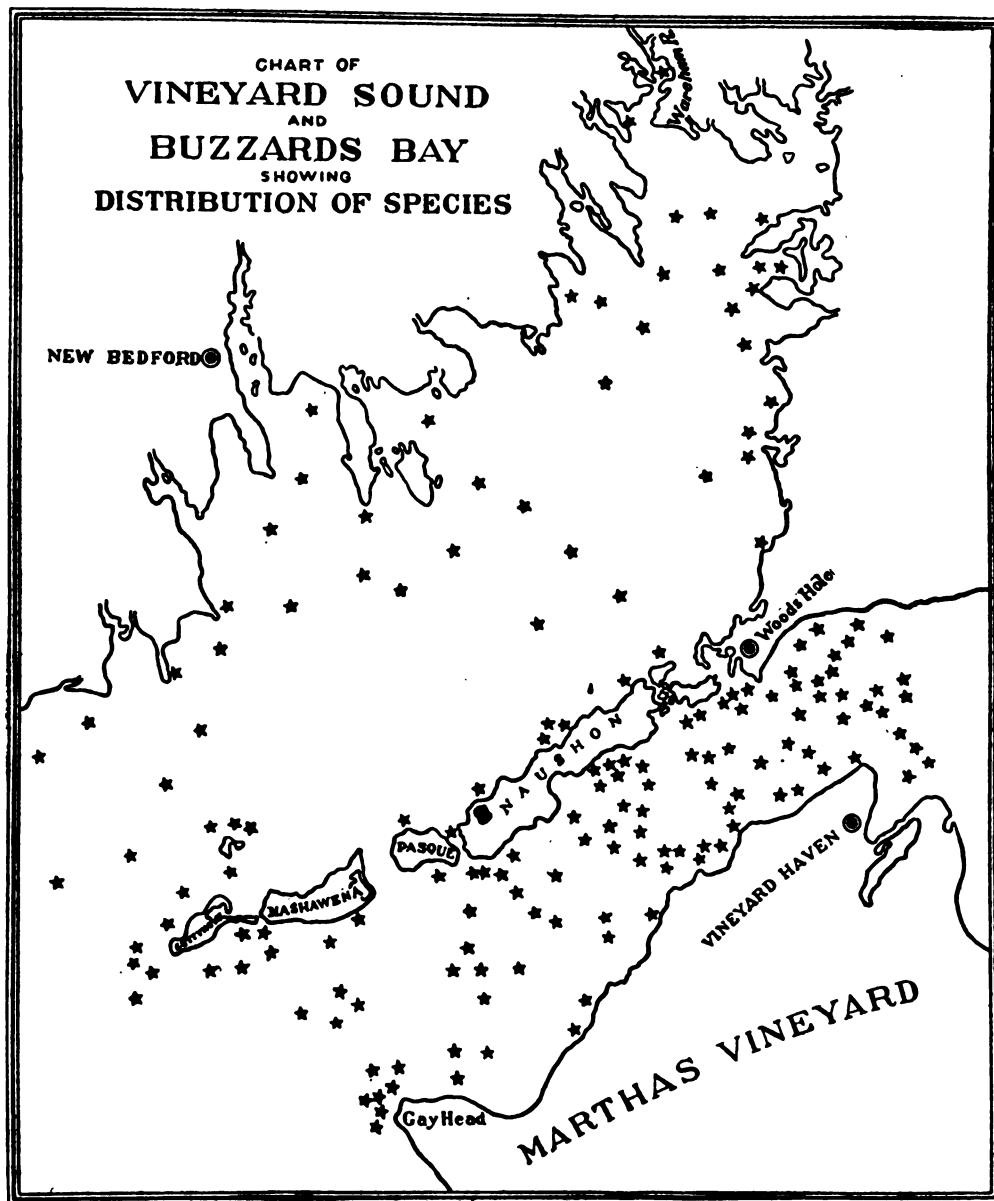 CHART OF
VINEYARD SOUND
AND
BUZZARDS BAY
SHOWING
DISTRIBUTION OF SPECIES
Wareham R.
NEW BEDFORD
Woods Hole
NAUSHON
PASQUE
NASHAWENA
VINEYARD HAVEN
MARTHAS VINEYARD
Gay Head